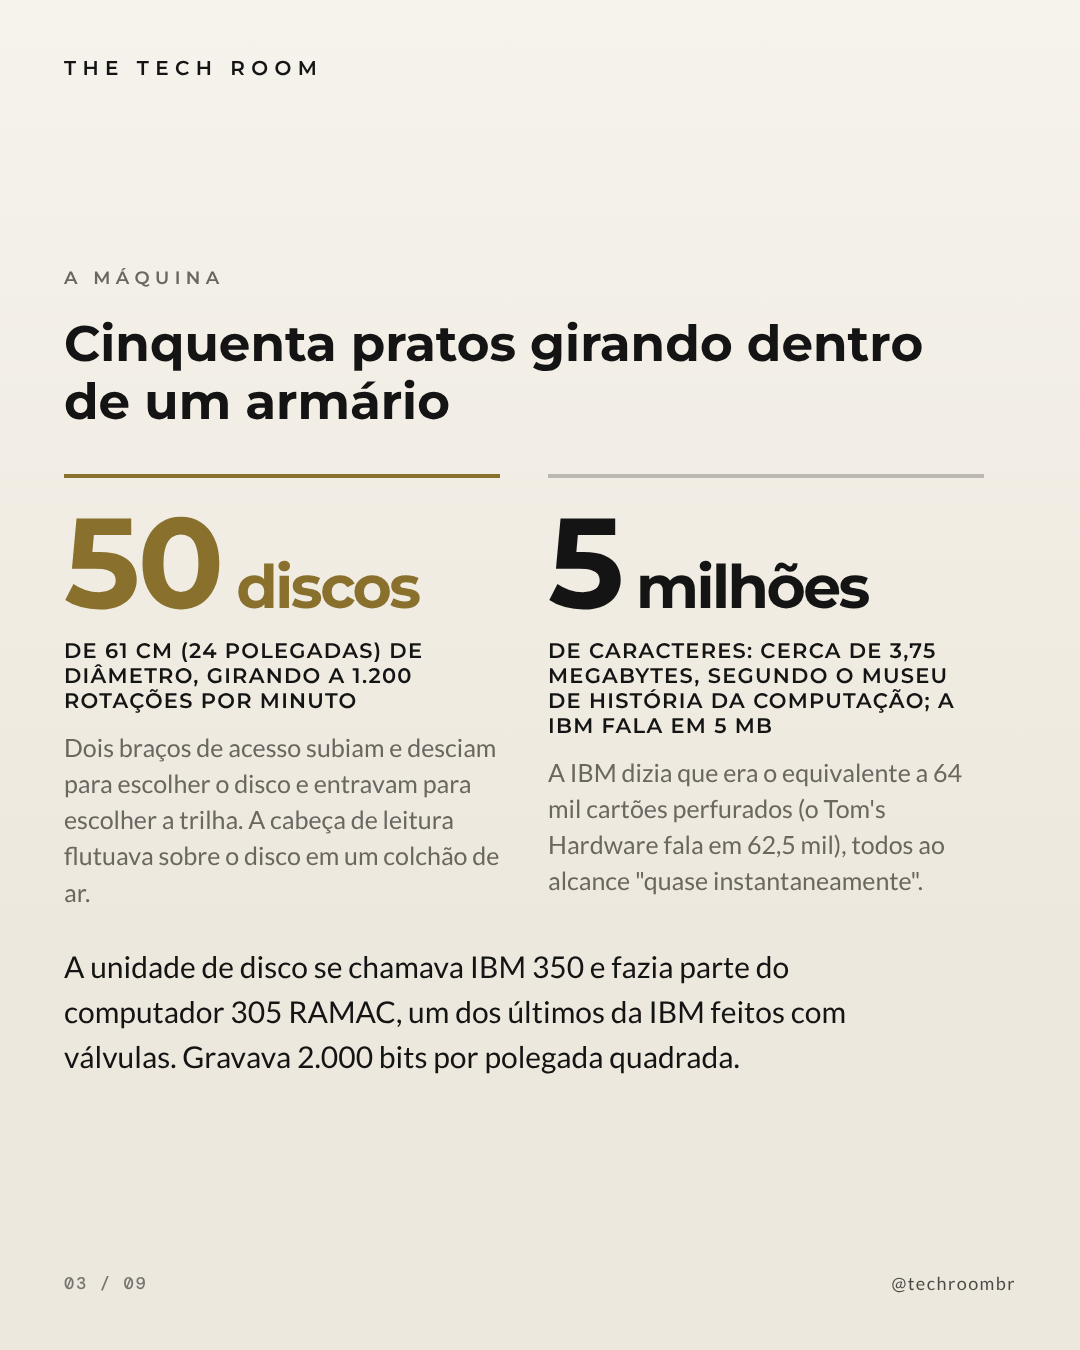 THE TECH ROOM
A MÁQUINA
Cinquenta pratos girando dentro
de um armário
50 discos
DE 61 CM (24 POLEGADAS) DE
DIÂMETRO, GIRANDO A 1.200
ROTAÇÕES POR MINUTO
Dois braços de acesso subiam e desciam
para escolher o disco e entravam para
escolher a trilha. A cabeça de leitura
flutuava sobre o disco em um colchão de
ar.
5 milhões
DE CARACTERES: CERCA DE 3,75
MEGABYTES, SEGUNDO O MUSEU
DE HISTÓRIA DA COMPUTAÇÃO; A
IBM FALA EM 5 MB
A IBM dizia que era o equivalente a 64
mil cartões perfurados (o Tom's
Hardware fala em 62,5 mil), todos ao
alcance "quase instantaneamente".
A unidade de disco se chamava IBM 350 e fazia parte do
computador 305 RAMAC, um dos últimos da IBM feitos com
válvulas. Gravava 2.000 bits por polegada quadrada.
03 / 09
@techroombr